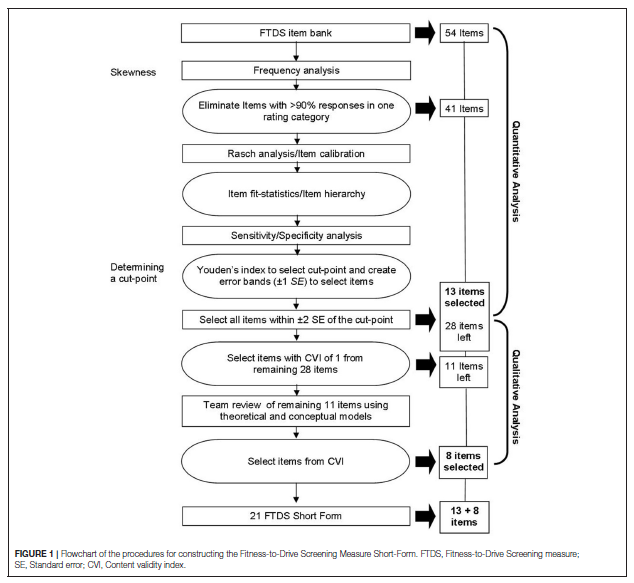 FTDS item bank
54 Items
Skewness
Frequency analysis
Eliminate Items with >90% responses in one
rating category
41 Items
Rasch analysis/Item calibration
Item fit-statistics/Item hierarchy
Sensitivity/Specificity analysis
Quantitative Analysis
Determining
a cut-point
Youden's index to select cut-point and create
error bands (±1 SE) to select items
13 items
selected
28 items
left
Select all items within ±2 SE of the cut-point
Select items with CVI of 1 from
remaining 28 items
11 Items
left
Team review of remaining 11 items using
theoretical and conceptual models
Qualitative Analysis
Select items from CVI
8 items
selected
21 FTDS Short Form
13 + 8
items
FIGURE 1 | Flowchart of the procedures for constructing the Fitness-to-Drive Screening Measure Short-Form. FTDS, Fitness-to-Drive Screening measure;
SE, Standard error; CVI, Content validity index.